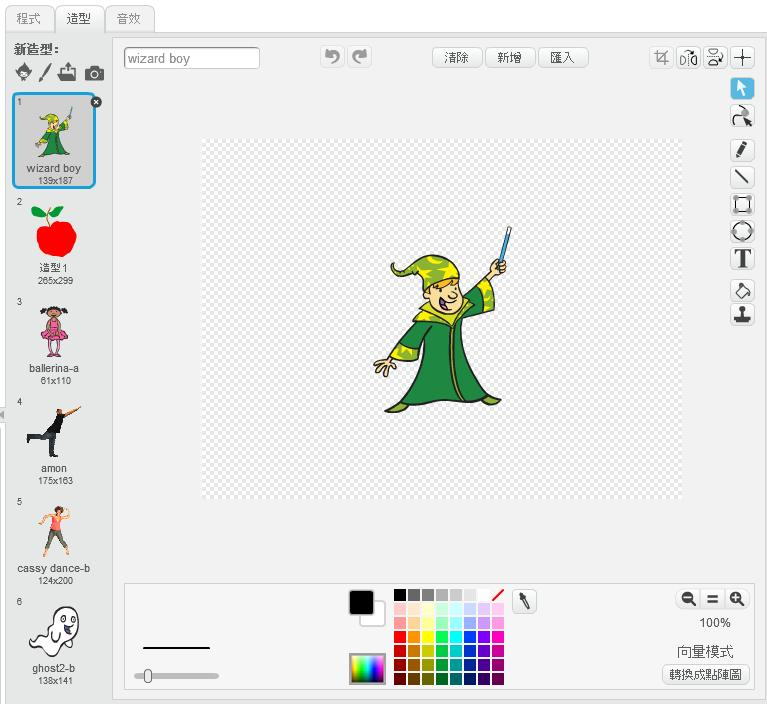 程式 造型 音效
新造型:
wizard boy
清除 新增 匯入
1
wizard boy
139x187
2
造型1
265x299
3
ballerina-a
61x110
4
amon
175x163
5
cassy dance-b
124x200
6
ghost2-b
138x141
T
100%
向量模式
轉換成點陣圖